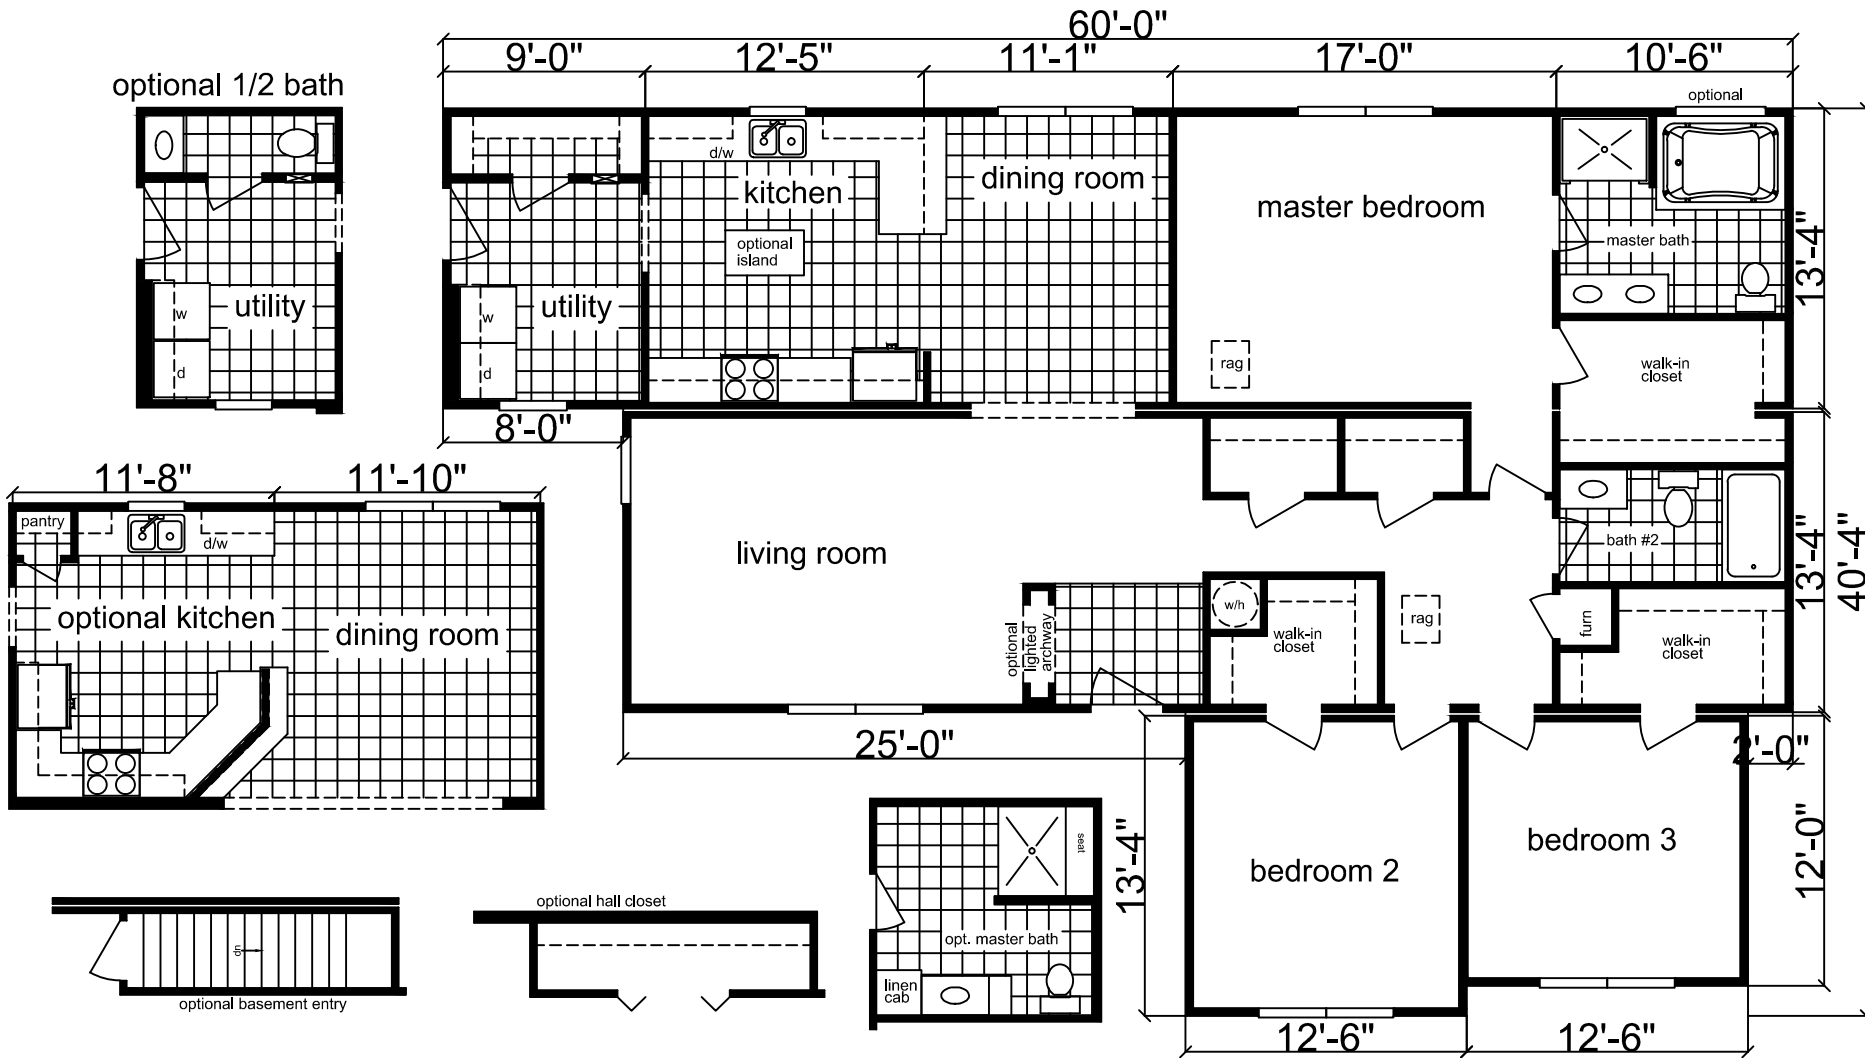 60'-0"
9'-0"
12'-5"
11'-1"
17'-0"
10'-6"
optional 1/2 bath
utility
w
d
d/w
kitchen
optional
island
utility
w
d
dining room
master bedroom
rag
optional
master bath
walk-in
closet
13'-4"
8'-0"
living room
optional
lighted
archway
w/h
walk-in
closet
rag
bath #2
furn
walk-in
closet
13'-4"
40'-4"
25'-0"
2'-0"
11'-8"
11'-10"
pantry
d/w
optional kitchen
dining room
13'-4"
bedroom 2
bedroom 3
12'-0"
12'-6"
12'-6"
dn
optional basement entry
optional hall closet
seat
opt. master bath
linen
cab